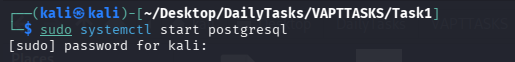 ┌──(kali㉿kali)-[~/Desktop/DailyTasks/VAPTTASKS/Task1]
└─$ sudo systemctl start postgresql
[sudo] password for kali: